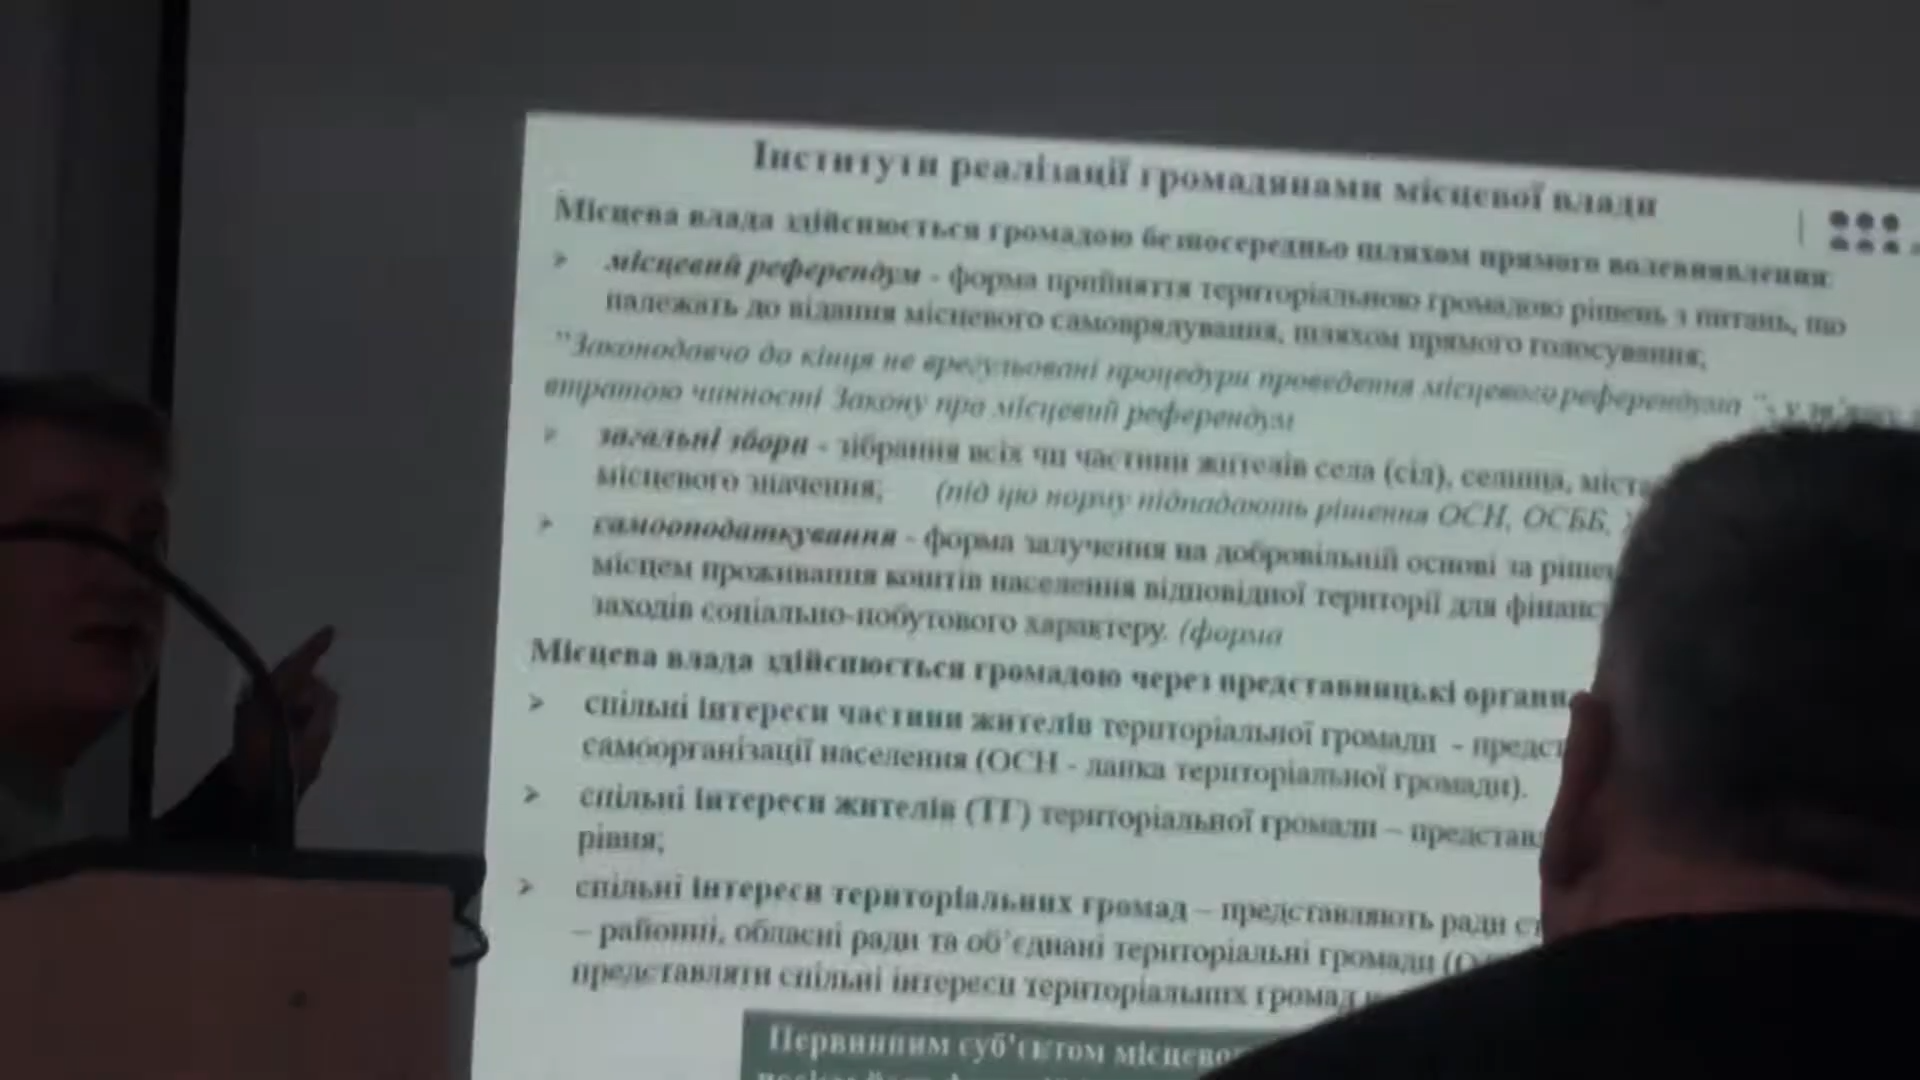 Інститути реалізації громадянами місцевої влади
Місцева влада здійснюється громадою безпосередньо шляхом прямого волевиявлення
➢ місцевий референдум - форма прийняття територіальною громадою рішень з питань, що
належать до відання місцевого самоврядування, шляхом прямого голосування;
"Законодавчо до кінця не врегульовані процедури проведення місцевого референдума "- у зв'язку з
втратою чинності Закону про місцевий референдум
➢ загальні збори - зібрання всіх чи частини жителів села (сіл), селища, міста
місцевого значення; (під цю норму підпадають рішення ОСН, ОСББ,
➢ самооподаткування - форма залучення на добровільній основі за
місцем проживання коштів населення відповідної території для
заходів соціально-побутового характеру. (форма
Місцева влада здійснюється громадою через представницькі органи
➢ спільні інтереси частини жителів територіальної громади -
самоорганізації населення (ОСН - ланка територіальної громади).
➢ спільні інтереси жителів (ТГ) територіальної громади –
рівня;
➢ спільні інтереси територіальних громад – представляють ради
– районні, обласні ради та об'єднані територіальні громади
представляти спільні інтереси територіальних громад
Первинним суб'єктом